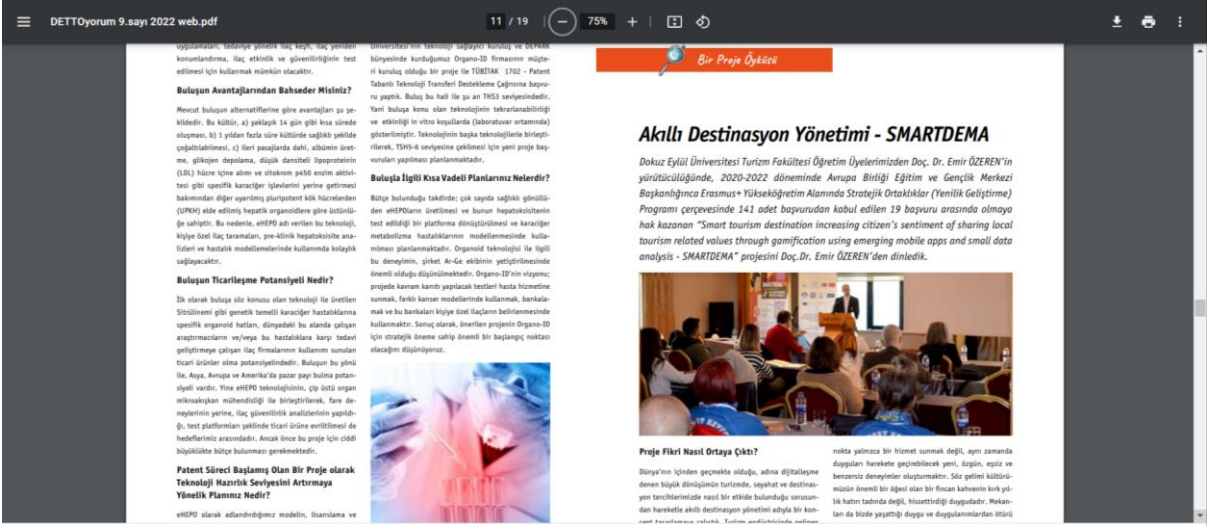 DETTOyorum 9.sayı 2022 web.pdf
11 / 19
75%
uygulamaları, tedaviye yönelik ilaç keşfi, ilaç yeniden
konumlandırma, ilaç etkinlik ve güvenilirliğinin test
edilmesi için kullanmak mümkün olacaktır.
Buluşun Avantajlarından Bahseder Misiniz?
Mevcut buluşun alternatiflerine göre avantajları şu şe-
kildedir. Bu kültür, a) yaklaşık 14 gün gibi kısa sürede
oluşması, b) 1 yıldan fazla süre kültürde sağlıklı şekilde
çoğaltılabilmesi, c) ileri pasajlarda dahi, albümin üret-
me, glikojen depolama, düşük dansiteli lipoproteinin
(LDL) hücre içine alımı ve sitokrom p450 enzim aktivi-
tesi gibi spesifik karaciğer işlevlerini yerine getirmesi
bakımından diğer uyarılmış pluripotent kök hücrelerden
(UPKH) elde edilmiş hepatik organoidlere göre üstünlü-
ğe sahiptir. Bu nedenle, eHEPO adı verilen bu teknoloji,
kişiye özel ilaç taramaları, pre-klinik hepatoksisite ana-
lizleri ve hastalık modellemelerinde kullanımda kolaylık
sağlayacaktır.
Buluşun Ticarileşme Potansiyeli Nedir?
İlk olarak buluşa söz konusu olan teknoloji ile üretilen
Sitrülinemi gibi genetik temelli karaciğer hastalıklarına
spesifik organoid hatları, dünyadaki bu alanda çalışan
araştırmacıların ve/veya bu hastalıklara karşı tedavi
geliştirmeye çalışan ilaç firmalarının kullanımı sunulan
ticari ürünler olma potansiyelindedir. Buluşun bu yönü
ile, Asya, Avrupa ve Amerika'da pazar payı bulma potan-
siyeli vardır. Yine eHEPO teknolojisinin, çip üstü organ
mikroakışkan mühendisliği ile birleştirilerek, fare de-
neylerinin yerine, ilaç güvenilirlik analizlerinin yapıldı-
ğı, test platformları şeklinde ticari ürüne evriltilmesi de
hedeflerimiz arasındadır. Ancak önce bu proje için ciddi
büyüklükte bütçe bulunması gerekmektedir.
Patent Süreci Başlamış Olan Bir Proje olarak
Teknoloji Hazırlık Seviyesini Artırmaya
Yönelik Planınız Nedir?
eHEPO olarak adlandırdığımız modelin, lisanslama ve
Üniversitesi'nin teknoloji sağlayıcı kuruluş ve DEPARK
bünyesinde kurduğumuz Organo-ID firmasının müşte-
ri kuruluş olduğu bir proje ile TÜBİTAK 1702 - Patent
Tabanlı Teknoloji Transferi Destekleme Çağrısına başvu-
ru yaptık. Buluş bu hali ile şu an THS3 seviyesindedir.
Yani buluşa konu olan teknolojinin tekrarlanabilirliği
ve etkinliği in vitro koşullarda (laboratuvar ortamında)
gösterilmiştir. Teknolojinin başka teknolojilerle birleşti-
rilerek, TSHS-6 seviyesine çekilmesi için yeni proje baş-
vuruları yapılması planlanmaktadır.
Buluşla İlgili Kısa Vadeli Planlarınız Nelerdir?
Bütçe bulunduğu takdirde; çok sayıda sağlıklı gönüllü-
den eHEPOların üretilmesi ve bunun hepatoksisitenin
test edildiği bir platforma dönüştürülmesi ve karaciğer
metabolizma hastalıklarının modellenmesinde kulla-
nılması planlanmaktadır. Organoid teknolojisi ile ilgili
bu deneyimin, şirket Ar-Ge ekibinin yetiştirilmesinde
önemli olduğu düşünülmektedir. Organo-ID'nin vizyonu;
projede kavram kanıtı yapılacak testleri hasta hizmetine
sunmak, farklı kanser modellerinde kullanmak, bankala-
mak ve bu bankaları kişiye özel ilaçların belirlenmesinde
kullanmaktır. Sonuç olarak, önerilen projenin Organo-ID
için stratejik öneme sahip önemli bir başlangıç noktası
olacağını düşünüyoruz.
Bir Proje Öyküsü
Akıllı Destinasyon Yönetimi - SMARTDEMA
Dokuz Eylül Üniversitesi Turizm Fakültesi Öğretim Üyelerimizden Doç. Dr. Emir ÖZEREN'in
yürütücülüğünde, 2020-2022 döneminde Avrupa Birliği Eğitim ve Gençlik Merkezi
Başkanlığınca Erasmus+ Yükseköğretim Alanında Stratejik Ortaklıklar (Yenilik Geliştirme)
Programı çerçevesinde 141 adet başvurudan kabul edilen 19 başvuru arasında olmaya
hak kazanan "Smart tourism destination increasing citizen's sentiment of sharing local
tourism related values through gamification using emerging mobile apps and small data
analysis - SMARTDEMA" projesini Doç.Dr. Emir ÖZEREN'den dinledik.
Proje Fikri Nasıl Ortaya Çıktı?
Dünya'nın içinden geçmekte olduğu, adına dijitalleşme
denen büyük dönüşümün turizmde, seyahat ve destinas-
yon tercihlerimizde nasıl bir etkide bulunduğu sorusun-
dan hareketle akıllı destinasyon yönetimi adıyla bir kon-
sept tasarlamaya çalıştık. Turizm endüstrisinde gelinen
nokta yalnızca bir hizmet sunmak değil, aynı zamanda
duyguları harekete geçirebilecek yeni, özgün, eşsiz ve
benzersiz deneyimler oluşturmaktır. Söz gelimi kültürü-
müzün önemli bir öğesi olan bir fincan kahvenin kırk yıl-
lık hatırı tadında değil, hissettirdiği duygudadır. Mekan-
ları da bizde yaşattığı duygu ve duygulanımlardan ötürü